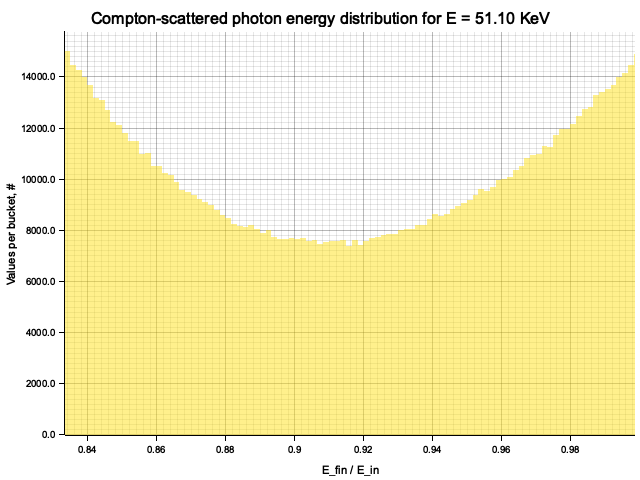 Compton-scattered photon energy distribution for E = 51.10 KeV
Values per bucket, #
14000.0
12000.0
10000.0
8000.0
6000.0
4000.0
2000.0
0.0
0.84 0.86 0.88 0.9 0.92 0.94 0.96 0.98
E_fin / E_in